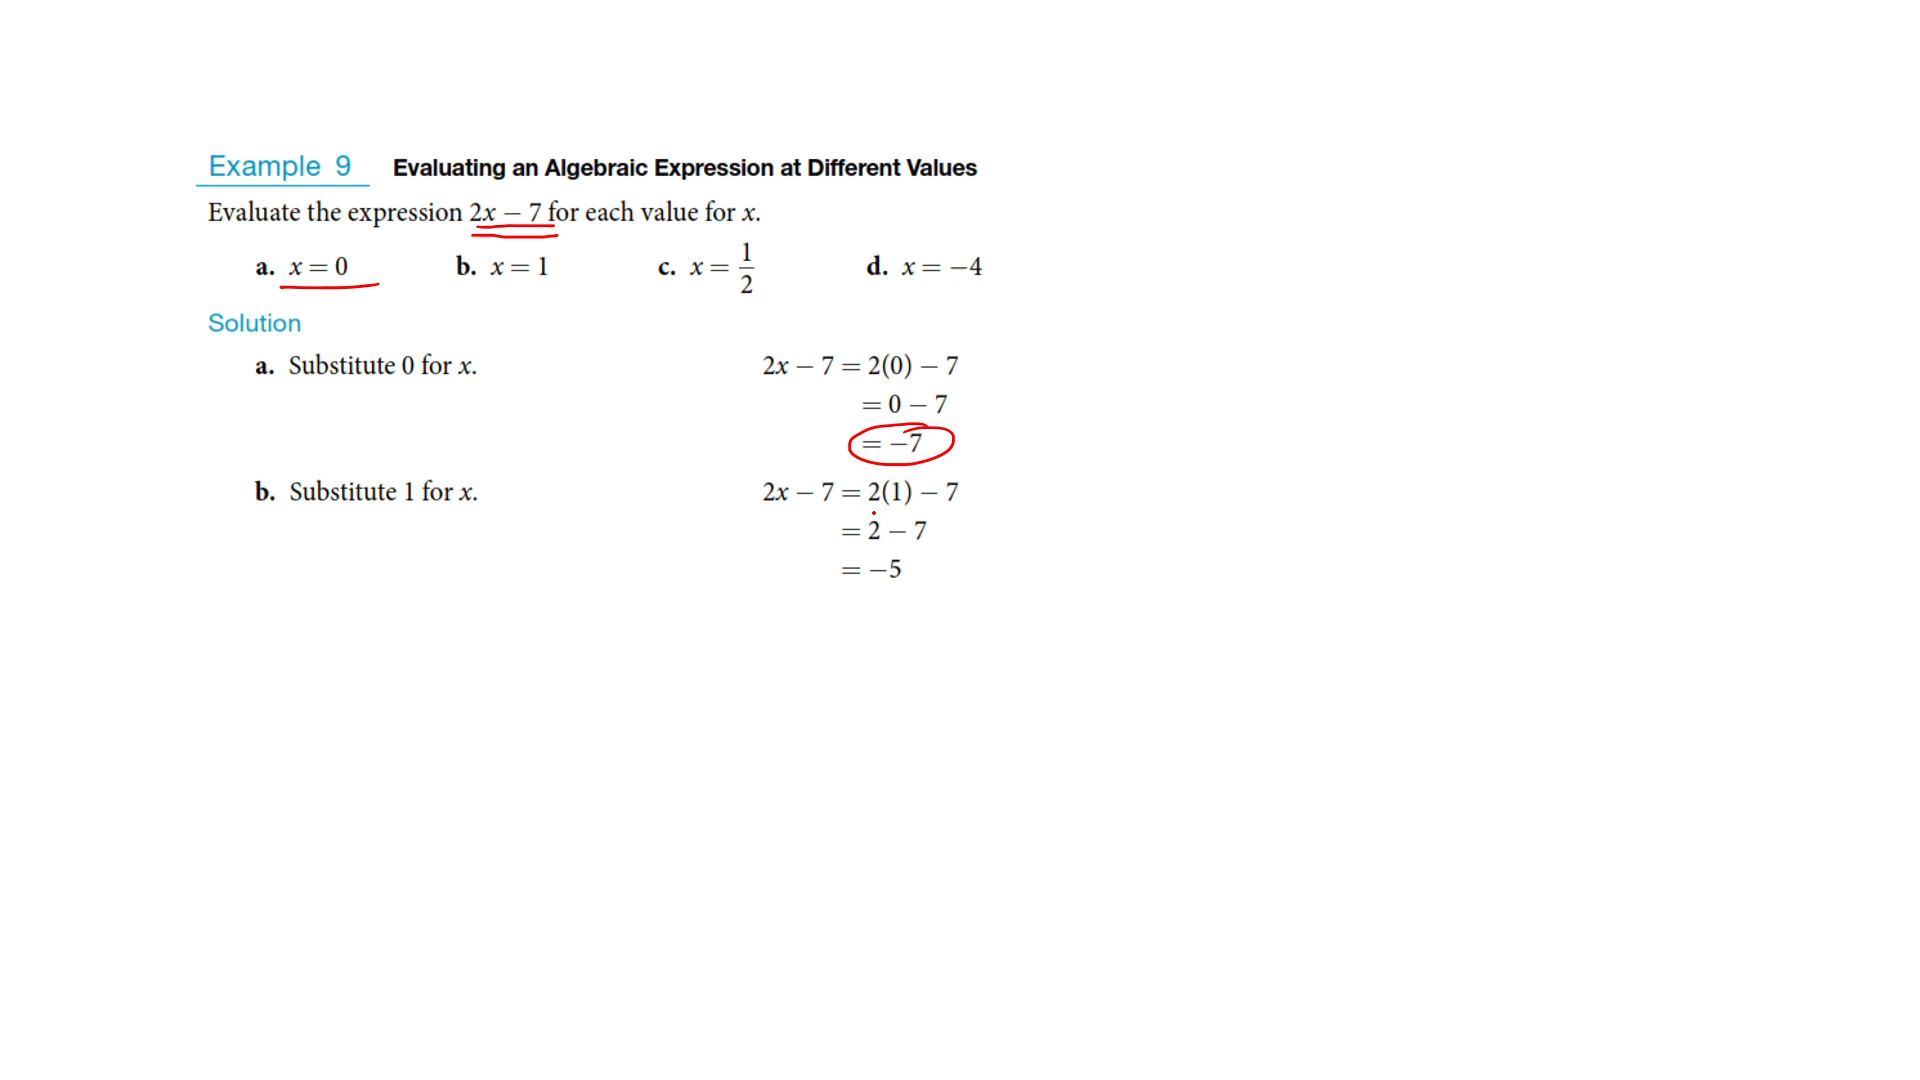 Example 9 Evaluating an Algebraic Expression at Different Values
Evaluate the expression 2x − 7 for each value for x.
a. x = 0 b. x = 1 c. x = 1/2 d. x = −4
Solution
a. Substitute 0 for x. 2x − 7 = 2(0) − 7
= 0 − 7
= −7
b. Substitute 1 for x. 2x − 7 = 2(1) − 7
= 2 − 7
= −5